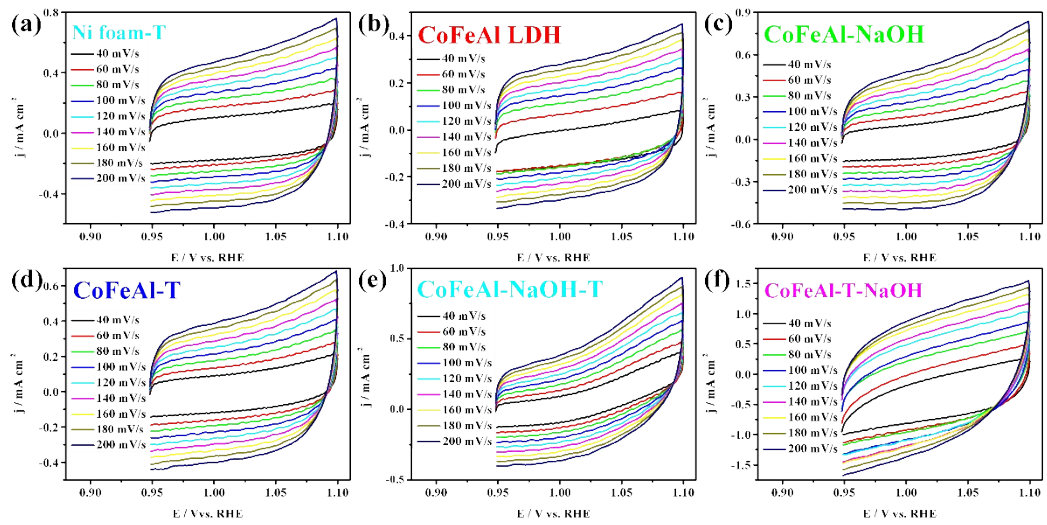 (a)
Ni foam-T
40 mV/s
60 mV/s
80 mV/s
100 mV/s
120 mV/s
140 mV/s
160 mV/s
180 mV/s
200 mV/s
0.8
0.4
0.0
-0.4
j / mA cm²
0.90 0.95 1.00 1.05 1.10
E / V vs. RHE
(b)
CoFeAl LDH
40 mV/s
60 mV/s
80 mV/s
100 mV/s
120 mV/s
140 mV/s
160 mV/s
180 mV/s
200 mV/s
0.4
0.2
0.0
-0.2
-0.4
j / mA cm²
0.90 0.95 1.00 1.05 1.10
E / V vs. RHE
(c)
CoFeAl-NaOH
40 mV/s
60 mV/s
80 mV/s
100 mV/s
120 mV/s
140 mV/s
160 mV/s
180 mV/s
200 mV/s
0.9
0.6
0.3
0.0
-0.3
-0.6
j / mA cm²
0.90 0.95 1.00 1.05 1.10
E / V vs. RHE
(d)
CoFeAl-T
40 mV/s
60 mV/s
80 mV/s
100 mV/s
120 mV/s
140 mV/s
160 mV/s
180 mV/s
200 mV/s
0.6
0.4
0.2
0.0
-0.2
-0.4
j / mA cm²
0.90 0.95 1.00 1.05 1.10
E / V vs. RHE
(e)
CoFeAl-NaOH-T
40 mV/s
60 mV/s
80 mV/s
100 mV/s
120 mV/s
140 mV/s
160 mV/s
180 mV/s
200 mV/s
1.0
0.5
0.0
-0.5
j / mA cm²
0.90 0.95 1.00 1.05 1.10
E / V vs. RHE
(f)
CoFeAl-T-NaOH
40 mV/s
60 mV/s
80 mV/s
100 mV/s
120 mV/s
140 mV/s
160 mV/s
180 mV/s
200 mV/s
1.5
1.0
0.5
0.0
-0.5
-1.0
-1.5
j / mA cm²
0.90 0.95 1.00 1.05 1.10
E / V vs. RHE